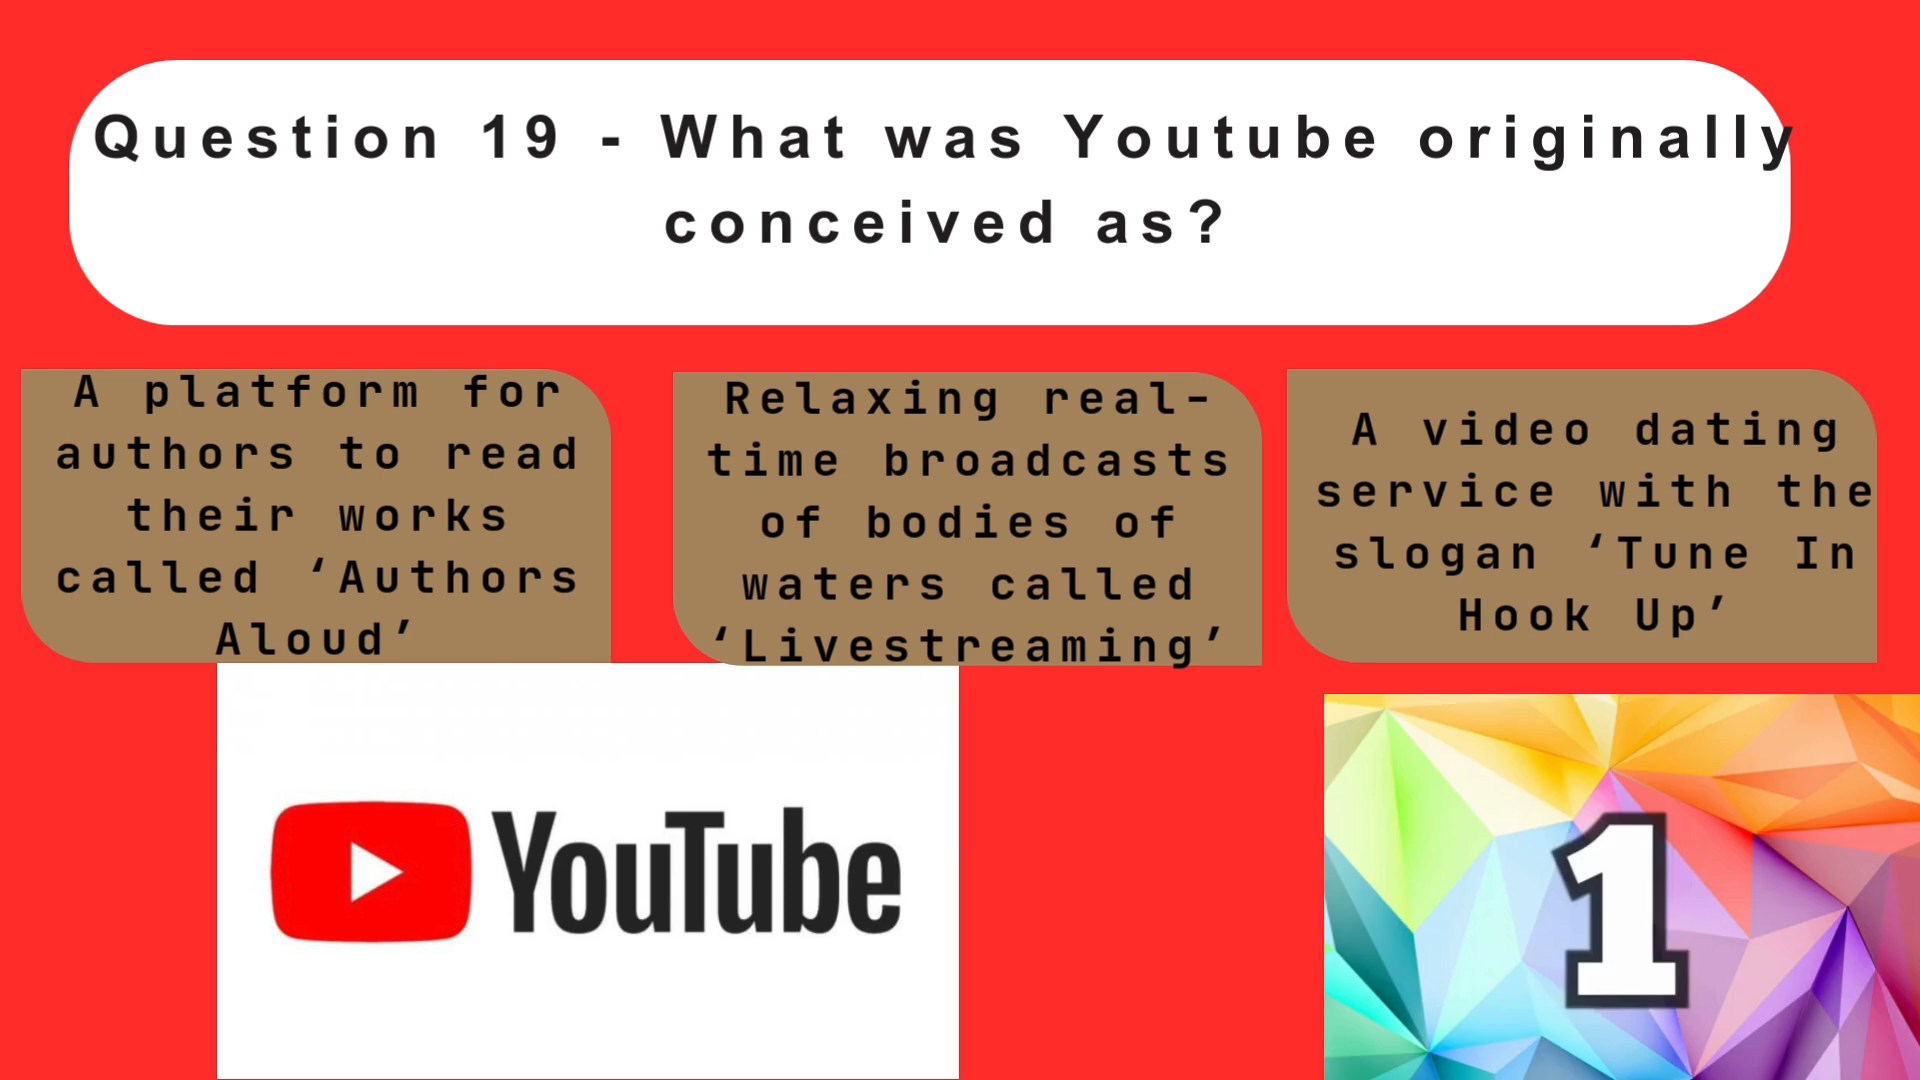 Question 19 - What was Youtube originally
conceived as?
A platform for
authors to read
their works
called ‘Authors
Aloud’
Relaxing real-
time broadcasts
of bodies of
waters called
‘Livestreaming’
A video dating
service with the
slogan ‘Tune In
Hook Up’
YouTube
1